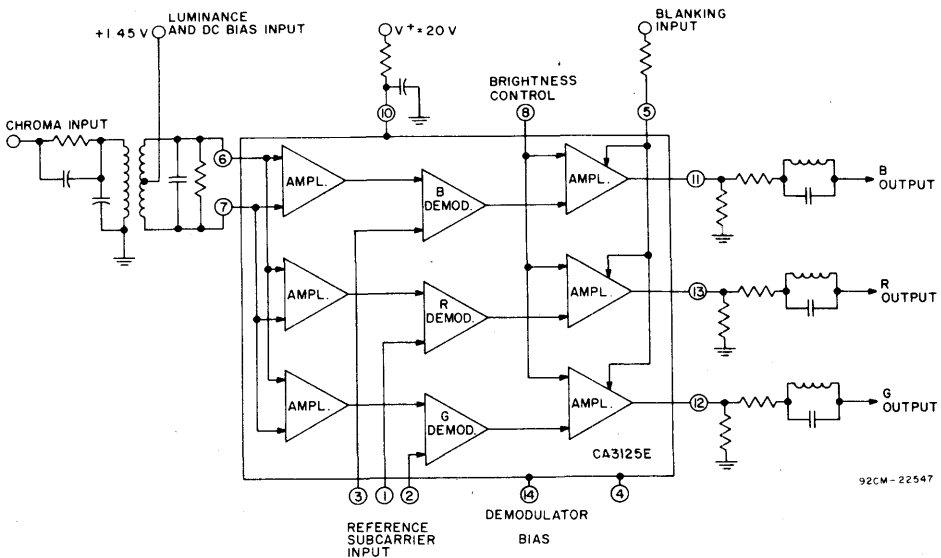 LUMINANCE
AND DC BIAS INPUT
+1.45 V
V+ = 20 V
BLANKING
INPUT
BRIGHTNESS
CONTROL
CHROMA INPUT
10
8
5
6
7
AMPL.
B
DEMOD.
AMPL.
11
B
OUTPUT
AMPL.
R
DEMOD.
AMPL.
13
R
OUTPUT
AMPL.
G
DEMOD.
AMPL.
12
G
OUTPUT
CA3125E
3
1
2
14
4
REFERENCE
SUBCARRIER
INPUT
DEMODULATOR
BIAS
92CM-22547